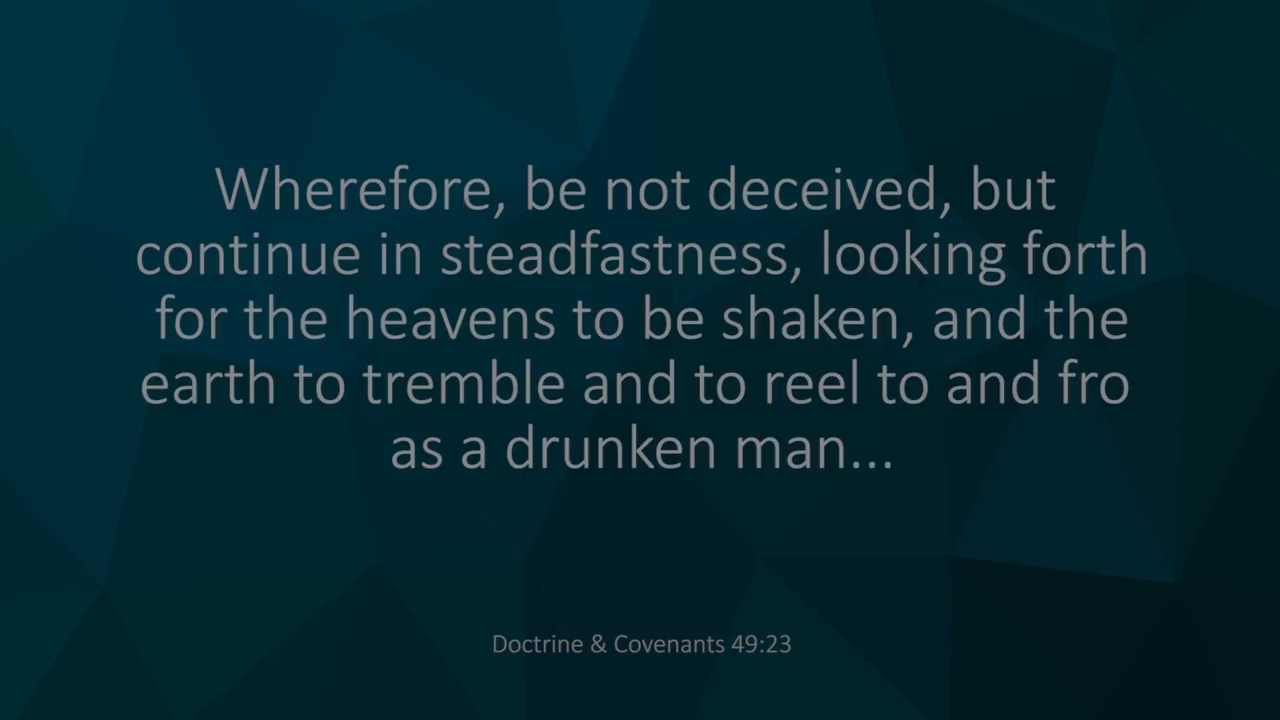 Wherefore, be not deceived, but
continue in steadfastness, looking forth
for the heavens to be shaken, and the
earth to tremble and to reel to and fro
as a drunken man...
Doctrine & Covenants 49:23